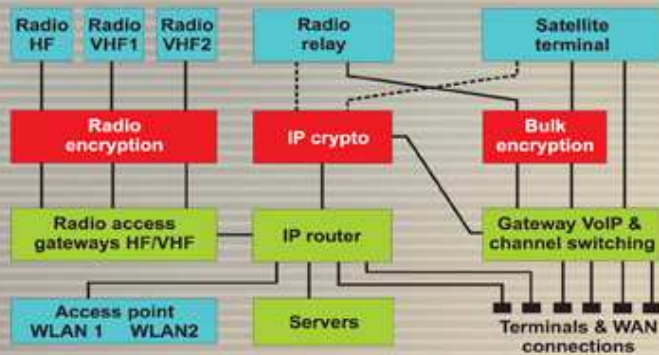 Radio
HF
Radio
VHF1
Radio
VHF2
Radio
relay
Satellite
terminal
Radio
encryption
IP crypto
Bulk
encryption
Radio access
gateways HF/VHF
IP router
Gateway VoIP &
channel switching
Access point
WLAN 1 WLAN2
Servers
Terminals & WAN
connections